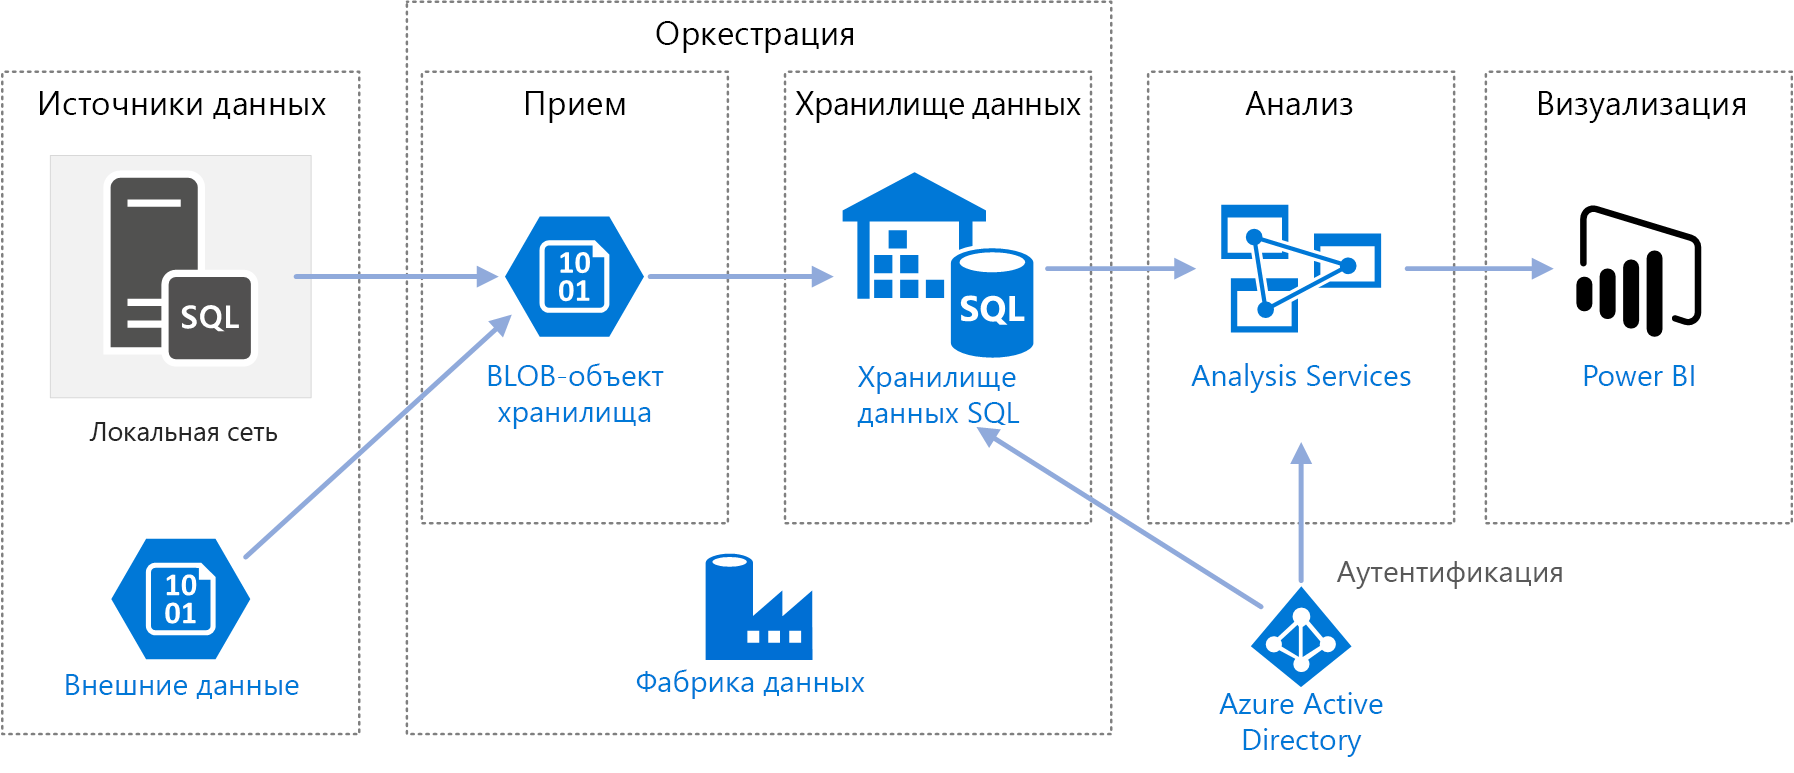 Оркестрация
Источники данных
Прием
Хранилище данных
Анализ
Визуализация
SQL
10
01
SQL
BLOB-объект
хранилища
Хранилище
данных SQL
Analysis Services
Power BI
Локальная сеть
10
01
Внешние данные
Фабрика данных
Аутентификация
Azure Active
Directory